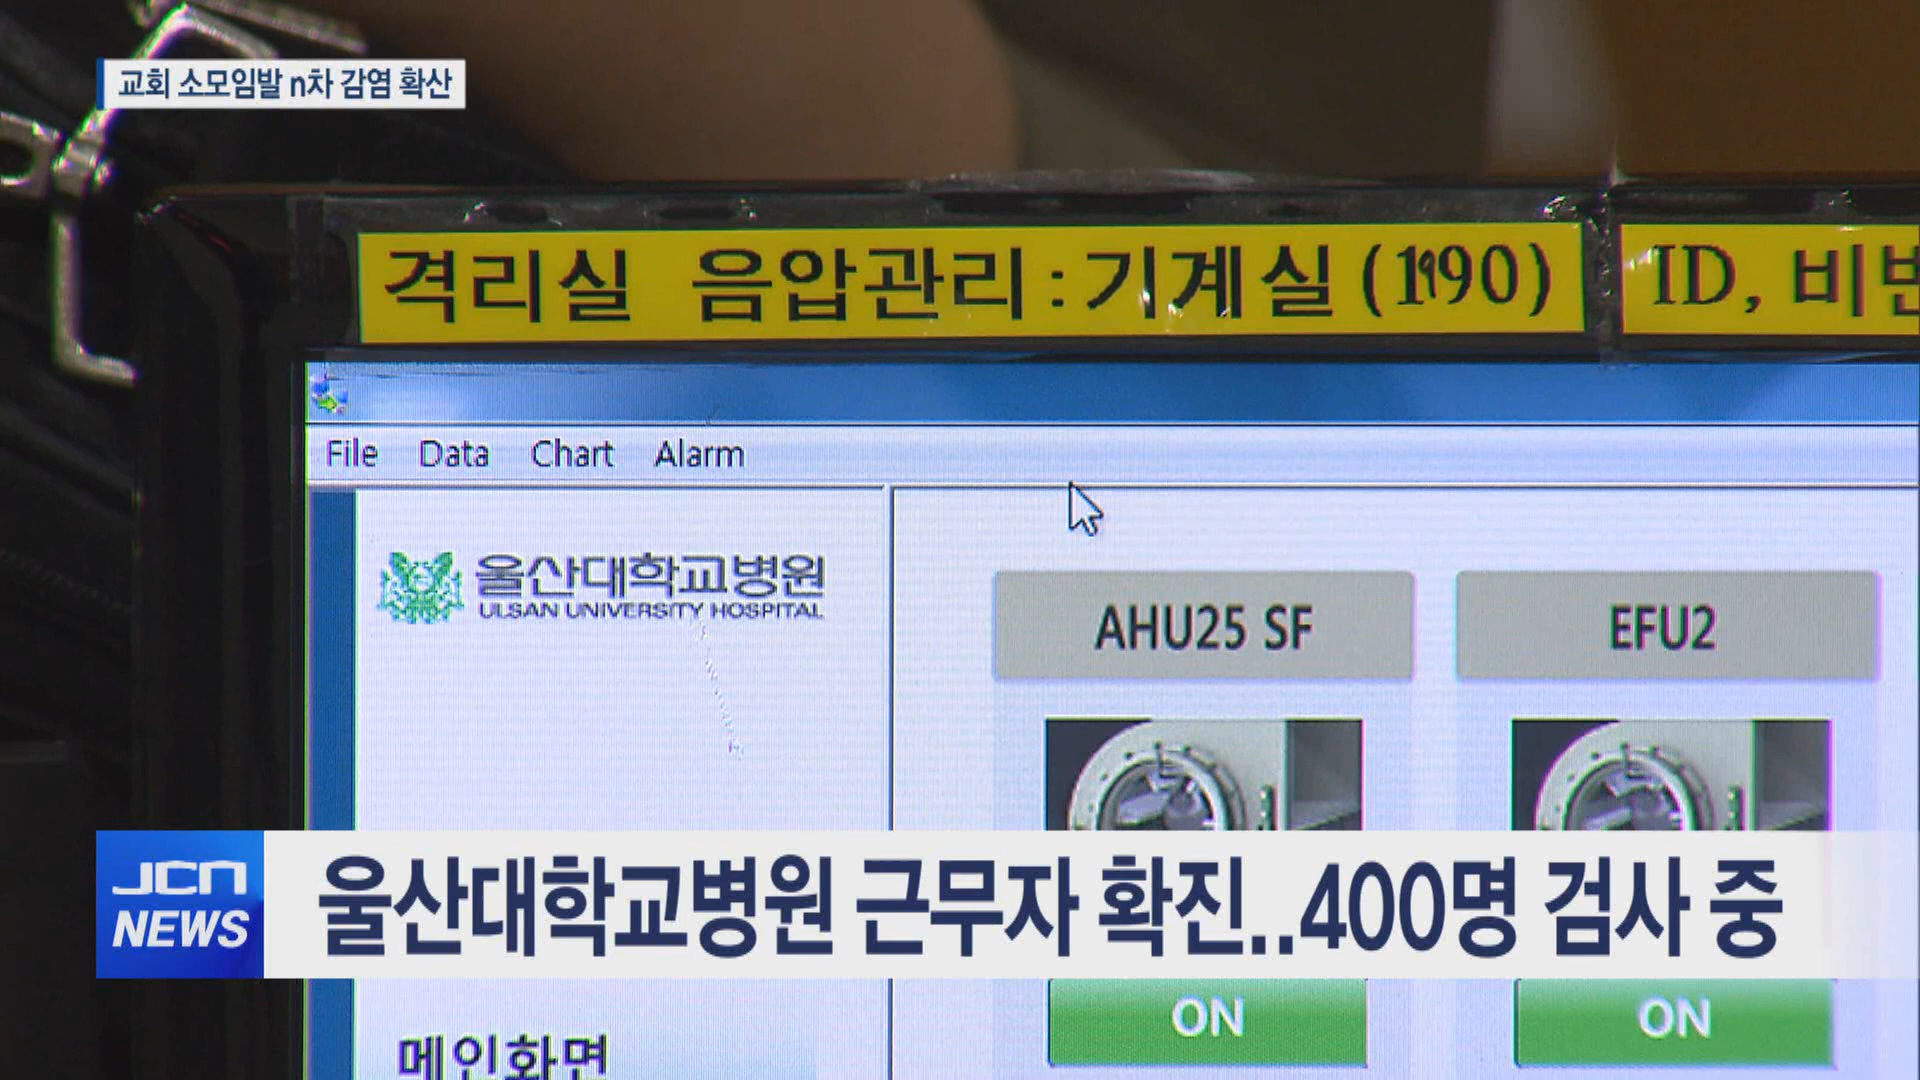 교회 소모임발 n차 감염 확산
격리실 음압관리:기계실(1190)
ID, 비번
File Data Chart Alarm
울산대학교병원
ULSAN UNIVERSITY HOSPITAL
AHU25 SF
EFU2
JCN NEWS
울산대학교병원 근무자 확진..400명 검사 중
ON
ON
메인화면